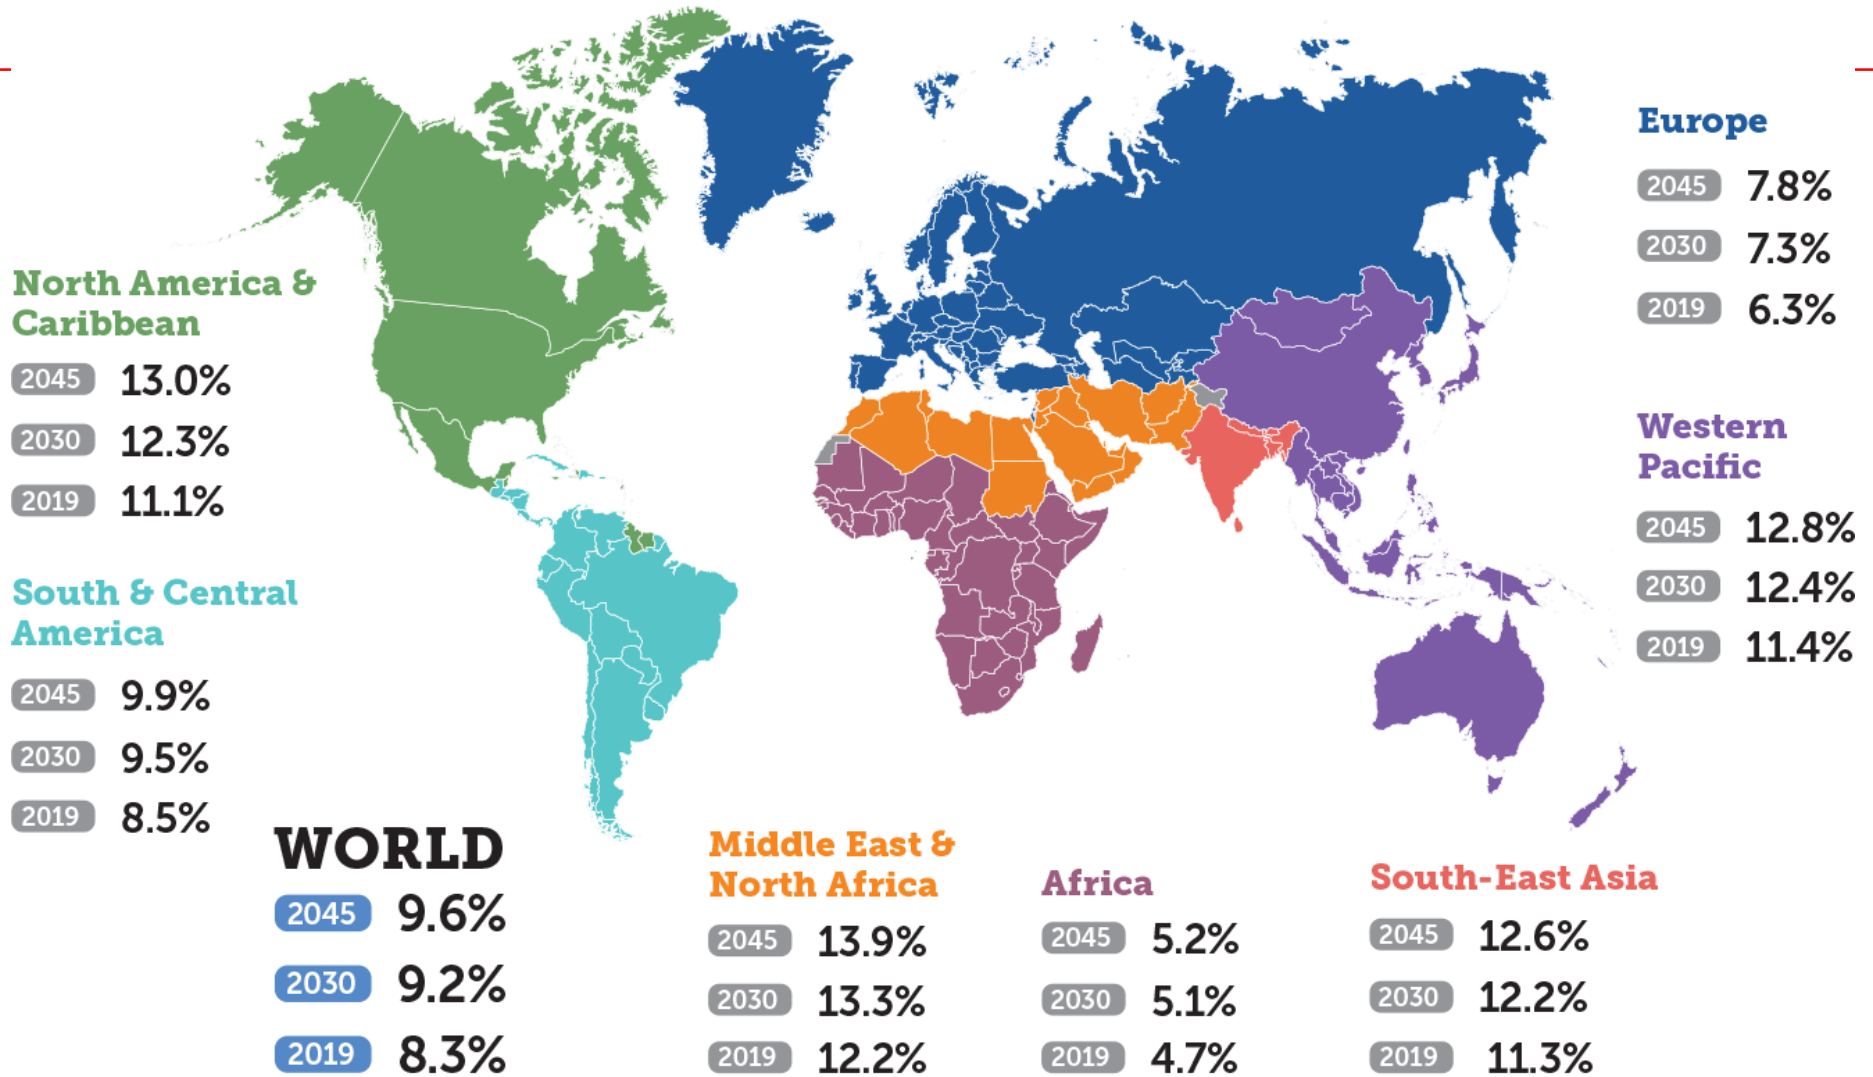 Europe
2045 7.8%
2030 7.3%
2019 6.3%
North America &
Caribbean
2045 13.0%
2030 12.3%
2019 11.1%
Western
Pacific
2045 12.8%
2030 12.4%
2019 11.4%
South & Central
America
2045 9.9%
2030 9.5%
2019 8.5%
WORLD
2045 9.6%
2030 9.2%
2019 8.3%
Middle East &
North Africa
2045 13.9%
2030 13.3%
2019 12.2%
Africa
2045 5.2%
2030 5.1%
2019 4.7%
South-East Asia
2045 12.6%
2030 12.2%
2019 11.3%